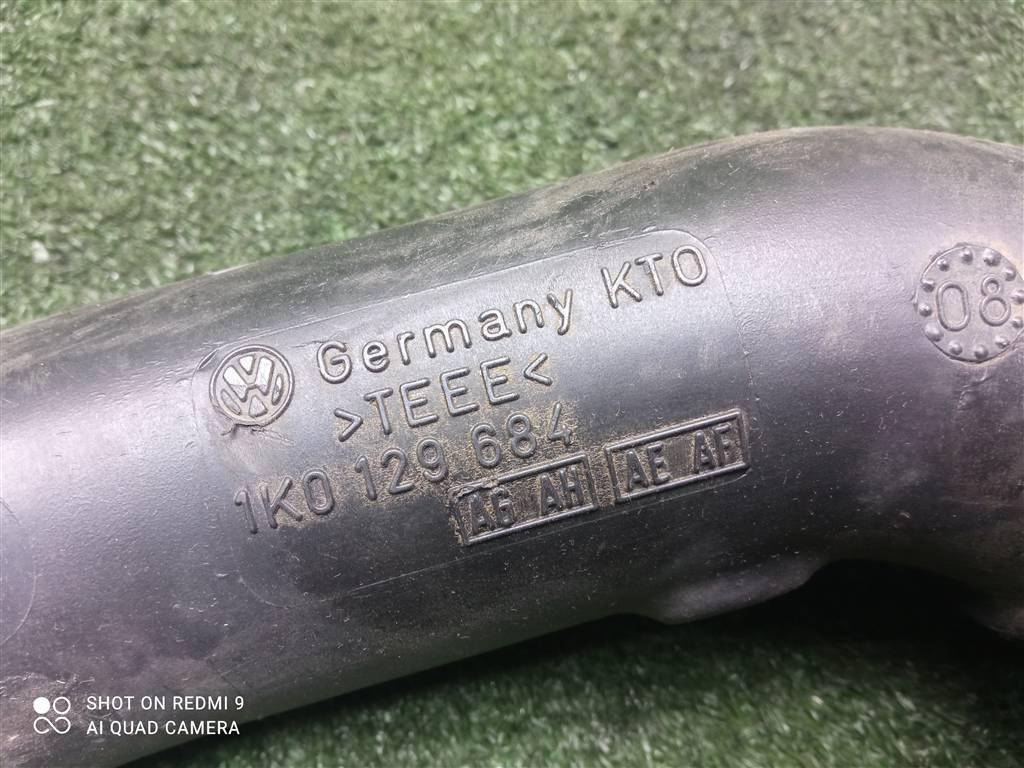 Germany KTO
>TEEE<
1K0 129 684
AG AH AE AF
08
SHOT ON REDMI 9
AI QUAD CAMERA